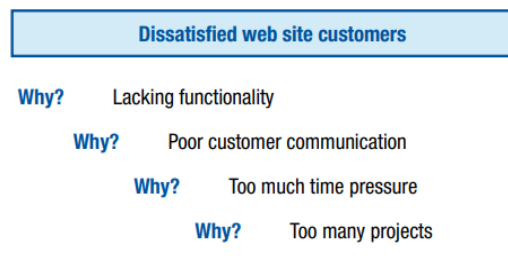 Dissatisfied web site customers
Why? Lacking functionality
Why? Poor customer communication
Why? Too much time pressure
Why? Too many projects